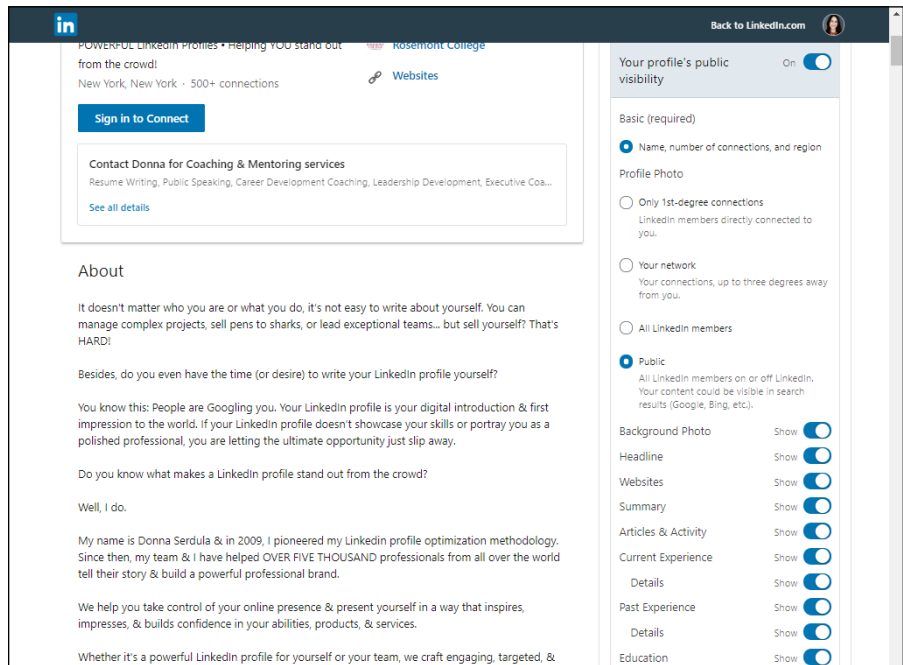 in
Back to LinkedIn.com
POWERFUL LinkedIn Profiles • Helping YOU stand out
from the crowd!
New York, New York · 500+ connections
Rosemont College
Websites
Sign in to Connect
Contact Donna for Coaching & Mentoring services
Resume Writing, Public Speaking, Career Development Coaching, Leadership Development, Executive Coa...
See all details
About
It doesn't matter who you are or what you do, it's not easy to write about yourself. You can
manage complex projects, sell pens to sharks, or lead exceptional teams... but sell yourself? That's
HARD!
Besides, do you even have the time (or desire) to write your LinkedIn profile yourself?
You know this: People are Googling you. Your LinkedIn profile is your digital introduction & first
impression to the world. If your LinkedIn profile doesn't showcase your skills or portray you as a
polished professional, you are letting the ultimate opportunity just slip away.
Do you know what makes a LinkedIn profile stand out from the crowd?
Well, I do.
My name is Donna Serdula & in 2009, I pioneered my Linkedin profile optimization methodology.
Since then, my team & I have helped OVER FIVE THOUSAND professionals from all over the world
tell their story & build a powerful professional brand.
We help you take control of your online presence & present yourself in a way that inspires,
impresses, & builds confidence in your abilities, products, & services.
Whether it's a powerful LinkedIn profile for yourself or your team, we craft engaging, targeted, &
Your profile's public
visibility
On
Basic (required)
Name, number of connections, and region
Profile Photo
Only 1st-degree connections
LinkedIn members directly connected to
you.
Your network
Your connections, up to three degrees away
from you.
All LinkedIn members
Public
All LinkedIn members on or off LinkedIn.
Your content could be visible in search
results (Google, Bing, etc.).
Background Photo Show
Headline Show
Websites Show
Summary Show
Articles & Activity Show
Current Experience Show
Details Show
Past Experience Show
Details Show
Education Show